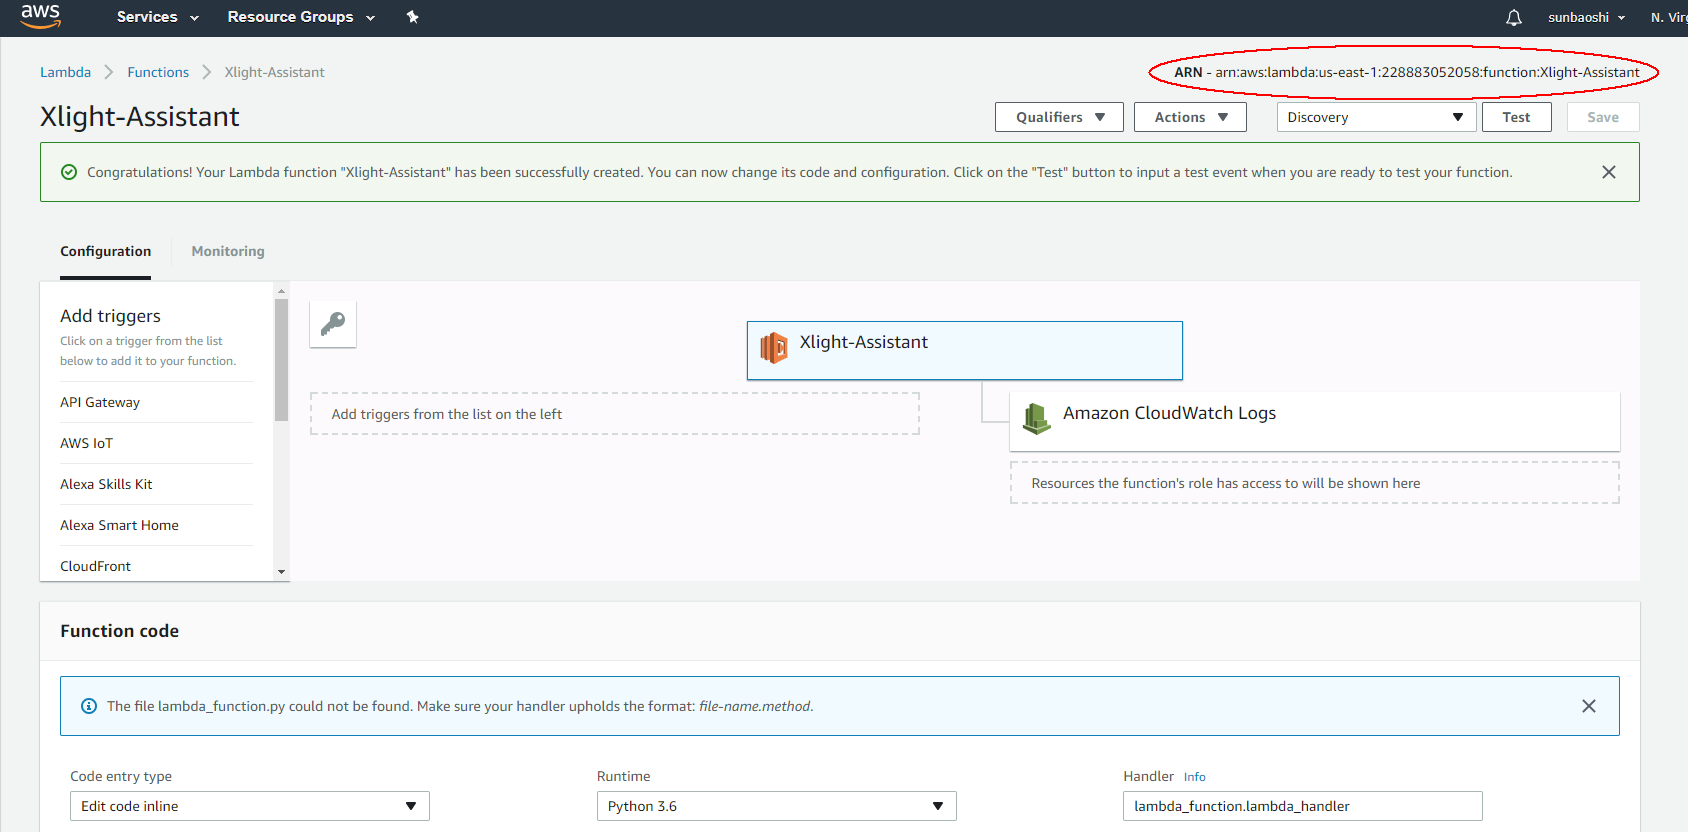 aws Services Resource Groups sunbaoshi N. Virg
Lambda Functions Xlight-Assistant ARN - arn:aws:lambda:us-east-1:228883052058:function:Xlight-Assistant
Xlight-Assistant Qualifiers Actions Discovery Test Save
Congratulations! Your Lambda function "Xlight-Assistant" has been successfully created. You can now change its code and configuration. Click on the "Test" button to input a test event when you are ready to test your function.
Configuration Monitoring
Add triggers
Click on a trigger from the list
below to add it to your function.
API Gateway
AWS IoT
Alexa Skills Kit
Alexa Smart Home
CloudFront
Xlight-Assistant
Add triggers from the list on the left
Amazon CloudWatch Logs
Resources the function's role has access to will be shown here
Function code
The file lambda_function.py could not be found. Make sure your handler upholds the format: file-name.method.
Code entry type Runtime Handler Info
Edit code inline Python 3.6 lambda_function.lambda_handler